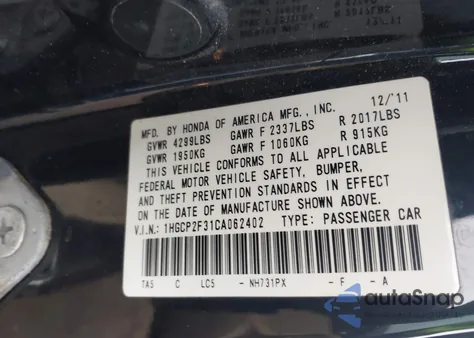 MFD. BY HONDA OF AMERICA MFG., INC. 12/'11
GVWR 4299LBS GAWR F 2337LBS R 2017LBS
GVWR 1950KG GAWR F 1060KG R 915KG
THIS VEHICLE CONFORMS TO ALL APPLICABLE
FEDERAL MOTOR VEHICLE SAFETY, BUMPER,
AND THEFT PREVENTION STANDARDS IN EFFECT
ON THE DATE OF MANUFACTURE SHOWN ABOVE.
V.I.N.: 1HGCP2F31CA062402 TYPE: PASSENGER CAR
TA5 C LC5 -NH731PX -F -A
autoSnap